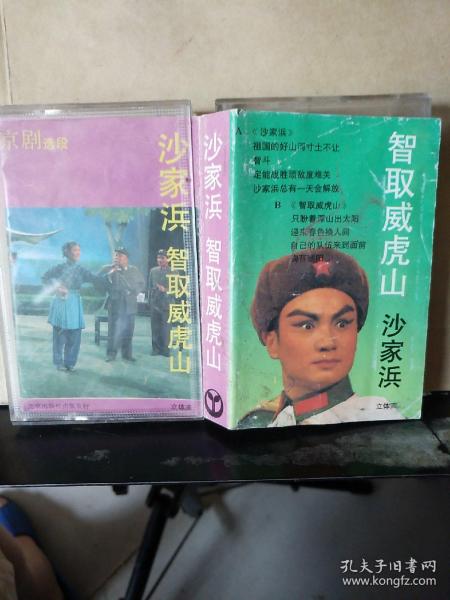 京剧选段
沙家浜
智取威虎山
立体声
沙家浜 智取威虎山
A 《沙家浜》
祖国的好山河寸土不让
智斗
定能战胜顽敌度难关
沙家浜总有一天会解放
B 《智取威虎山》
只盼着深山出太阳
迎来春色换人间
自己的队伍来到面前
智取威虎山
沙家浜
立体声
孔夫子旧书网
www.kongfz.com